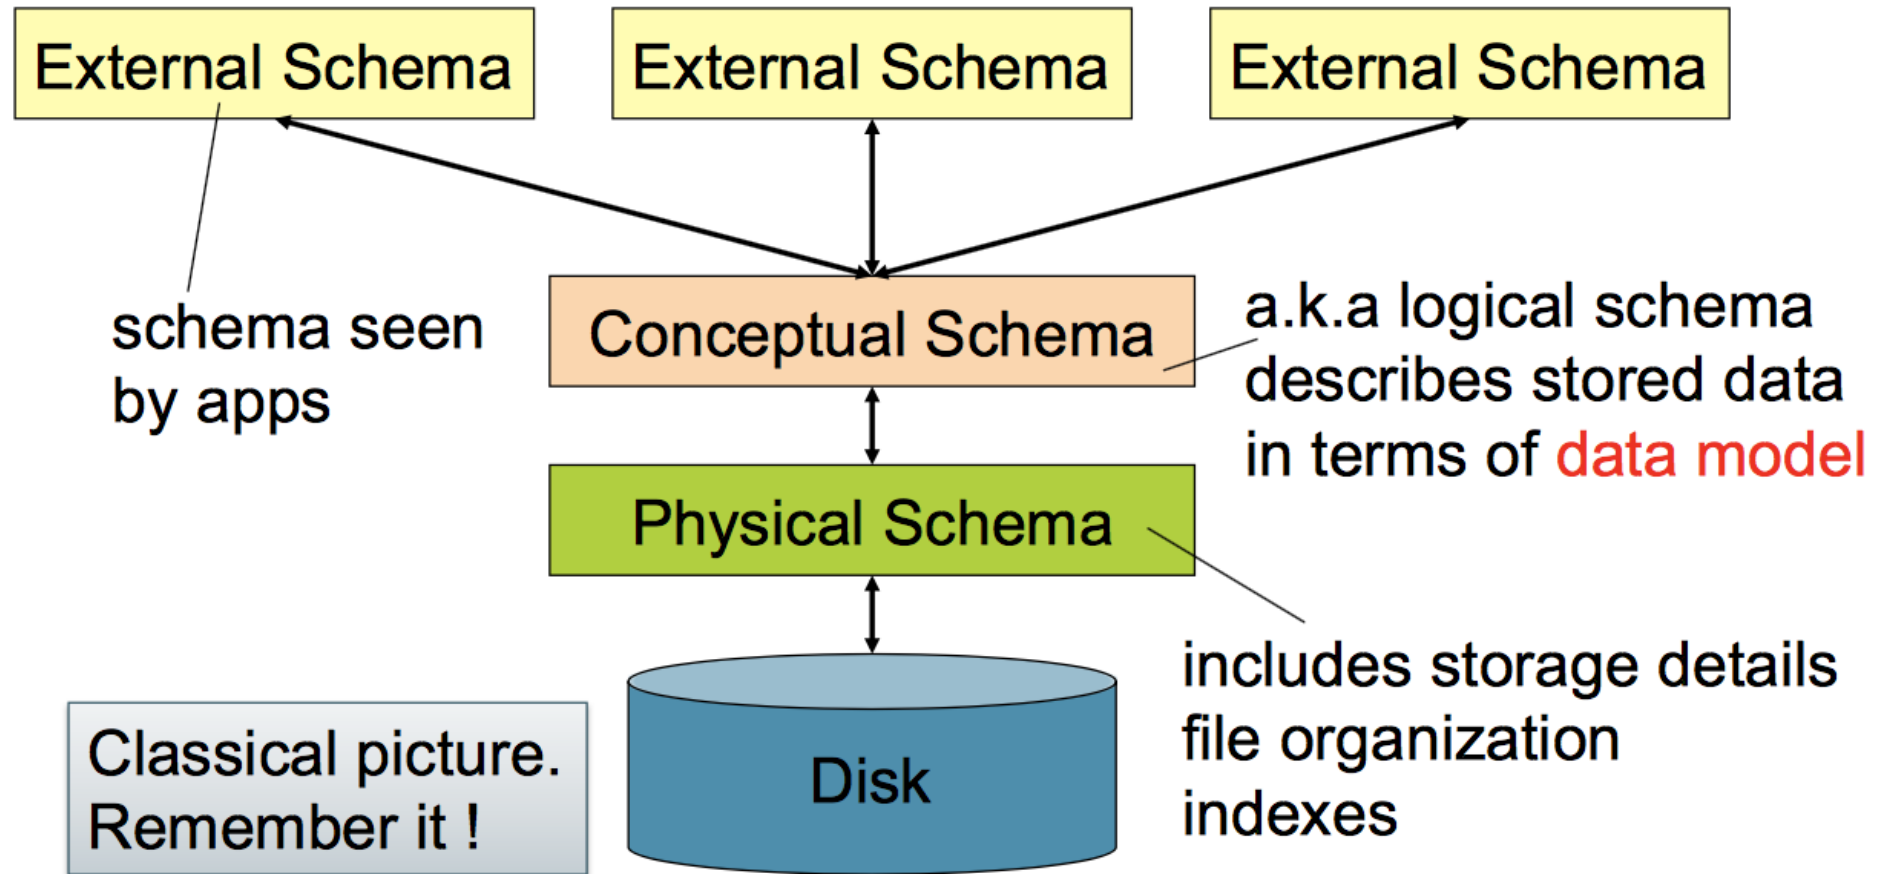 External Schema
External Schema
External Schema
schema seen
by apps
Conceptual Schema
a.k.a logical schema
describes stored data
in terms of data model
Physical Schema
includes storage details
file organization
indexes
Disk
Classical picture.
Remember it !